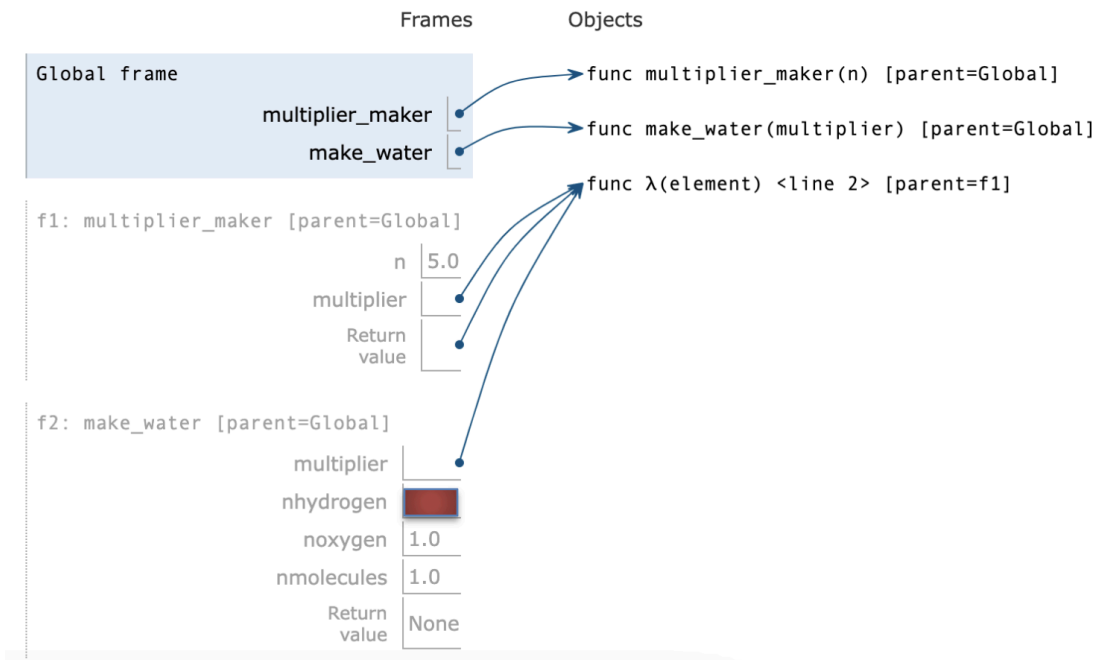 Frames Objects
Global frame
multiplier_maker
make_water
func multiplier_maker(n) [parent=Global]
func make_water(multiplier) [parent=Global]
func λ(element) <line 2> [parent=f1]
f1: multiplier_maker [parent=Global]
n 5.0
multiplier
Return
value
f2: make_water [parent=Global]
multiplier
nhydrogen
noxygen 1.0
nmolecules 1.0
Return
value None